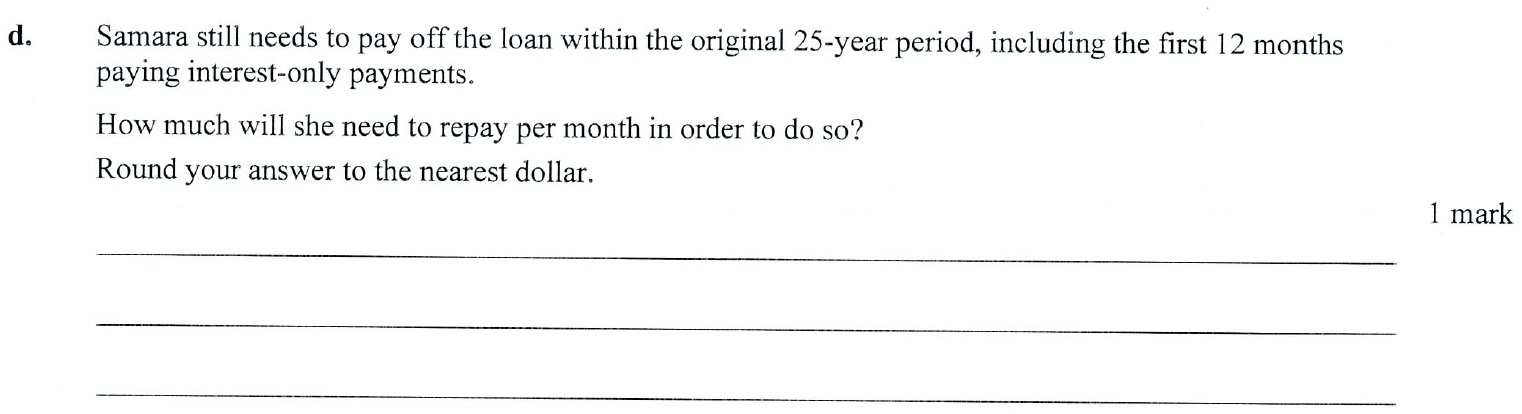 d. Samara still needs to pay off the loan within the original 25-year period, including the first 12 months
paying interest-only payments.
How much will she need to repay per month in order to do so?
Round your answer to the nearest dollar.
1 mark